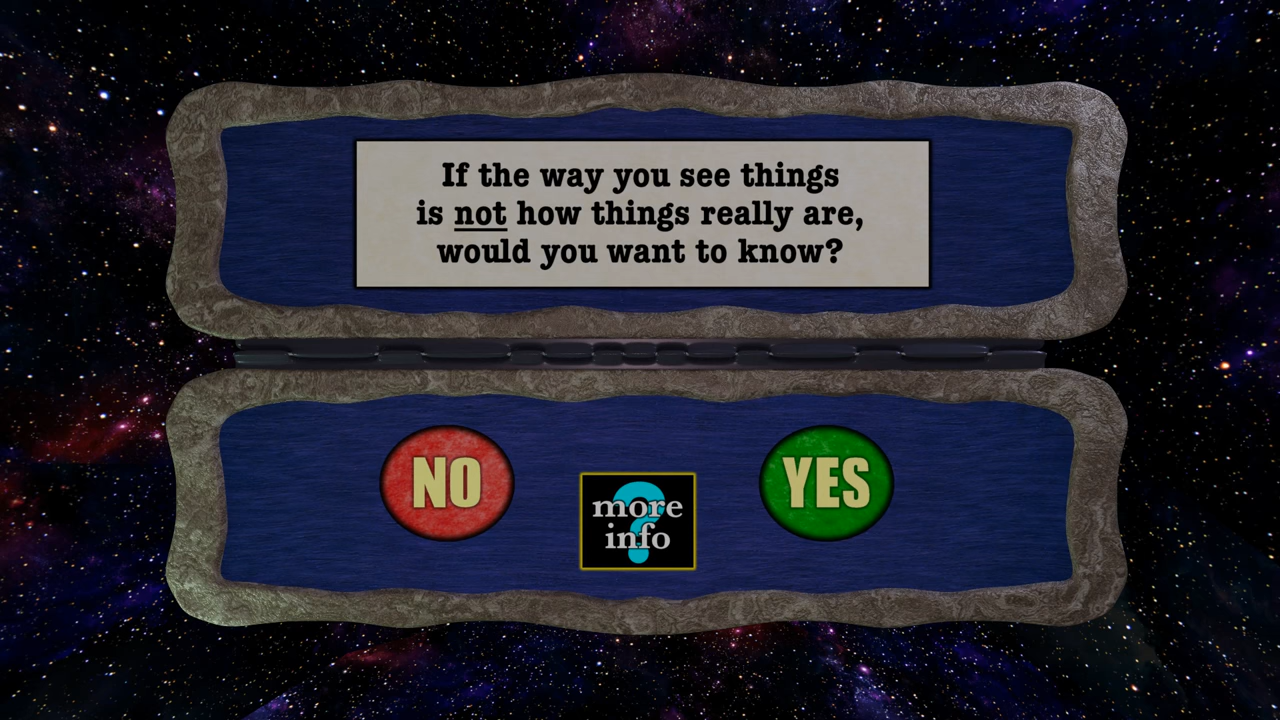 If the way you see things
is not how things really are,
would you want to know?
NO
more
info
YES